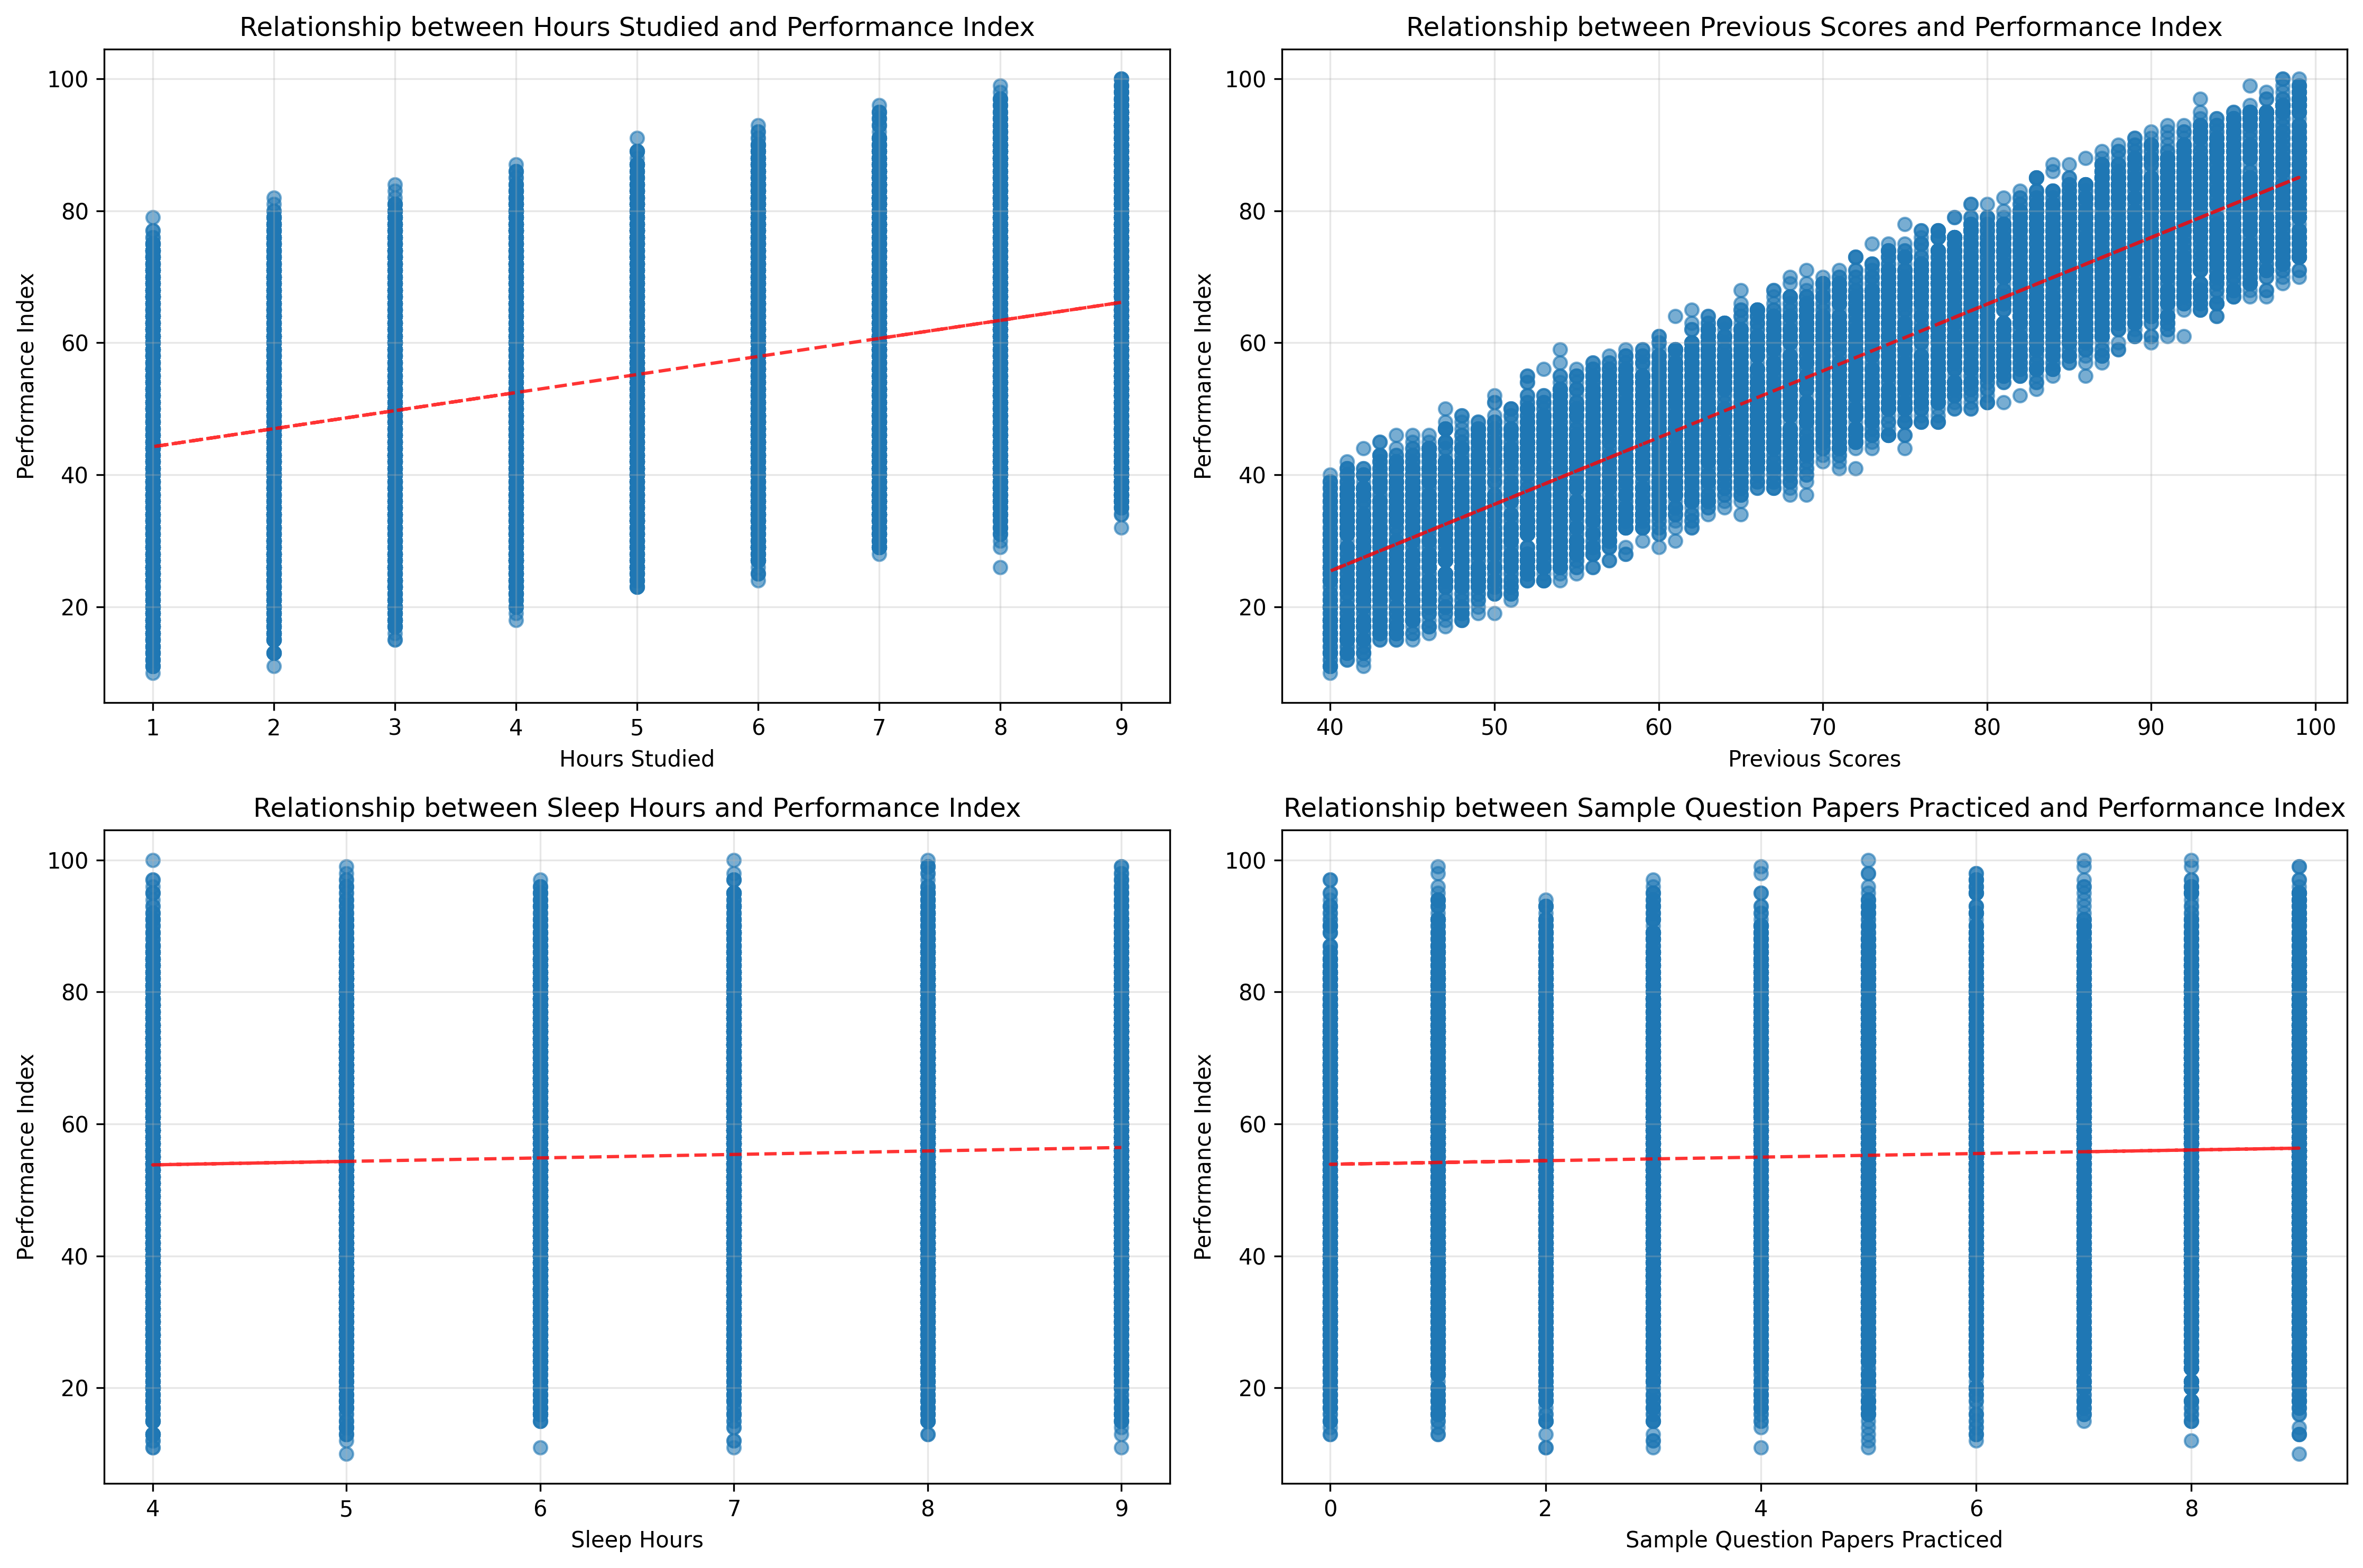 Relationship between Hours Studied and Performance Index
Performance Index
100
80
60
40
20
1 2 3 4 5 6 7 8 9
Hours Studied
Relationship between Previous Scores and Performance Index
Performance Index
100
80
60
40
20
40 50 60 70 80 90 100
Previous Scores
Relationship between Sleep Hours and Performance Index
Performance Index
100
80
60
40
20
4 5 6 7 8 9
Sleep Hours
Relationship between Sample Question Papers Practiced and Performance Index
Performance Index
100
80
60
40
20
0 2 4 6 8
Sample Question Papers Practiced